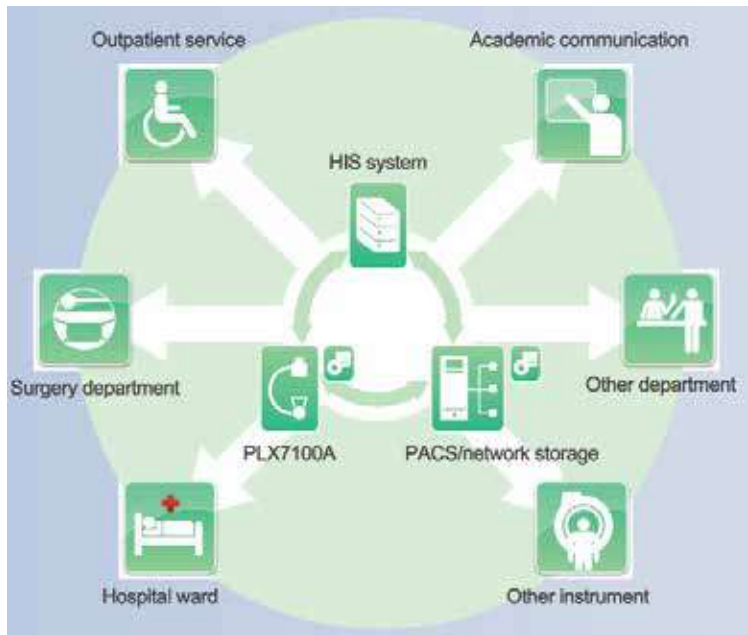 Outpatient service
Academic communication
HIS system
Surgery department
Other department
PLX7100A
PACS/network storage
Hospital ward
Other instrument